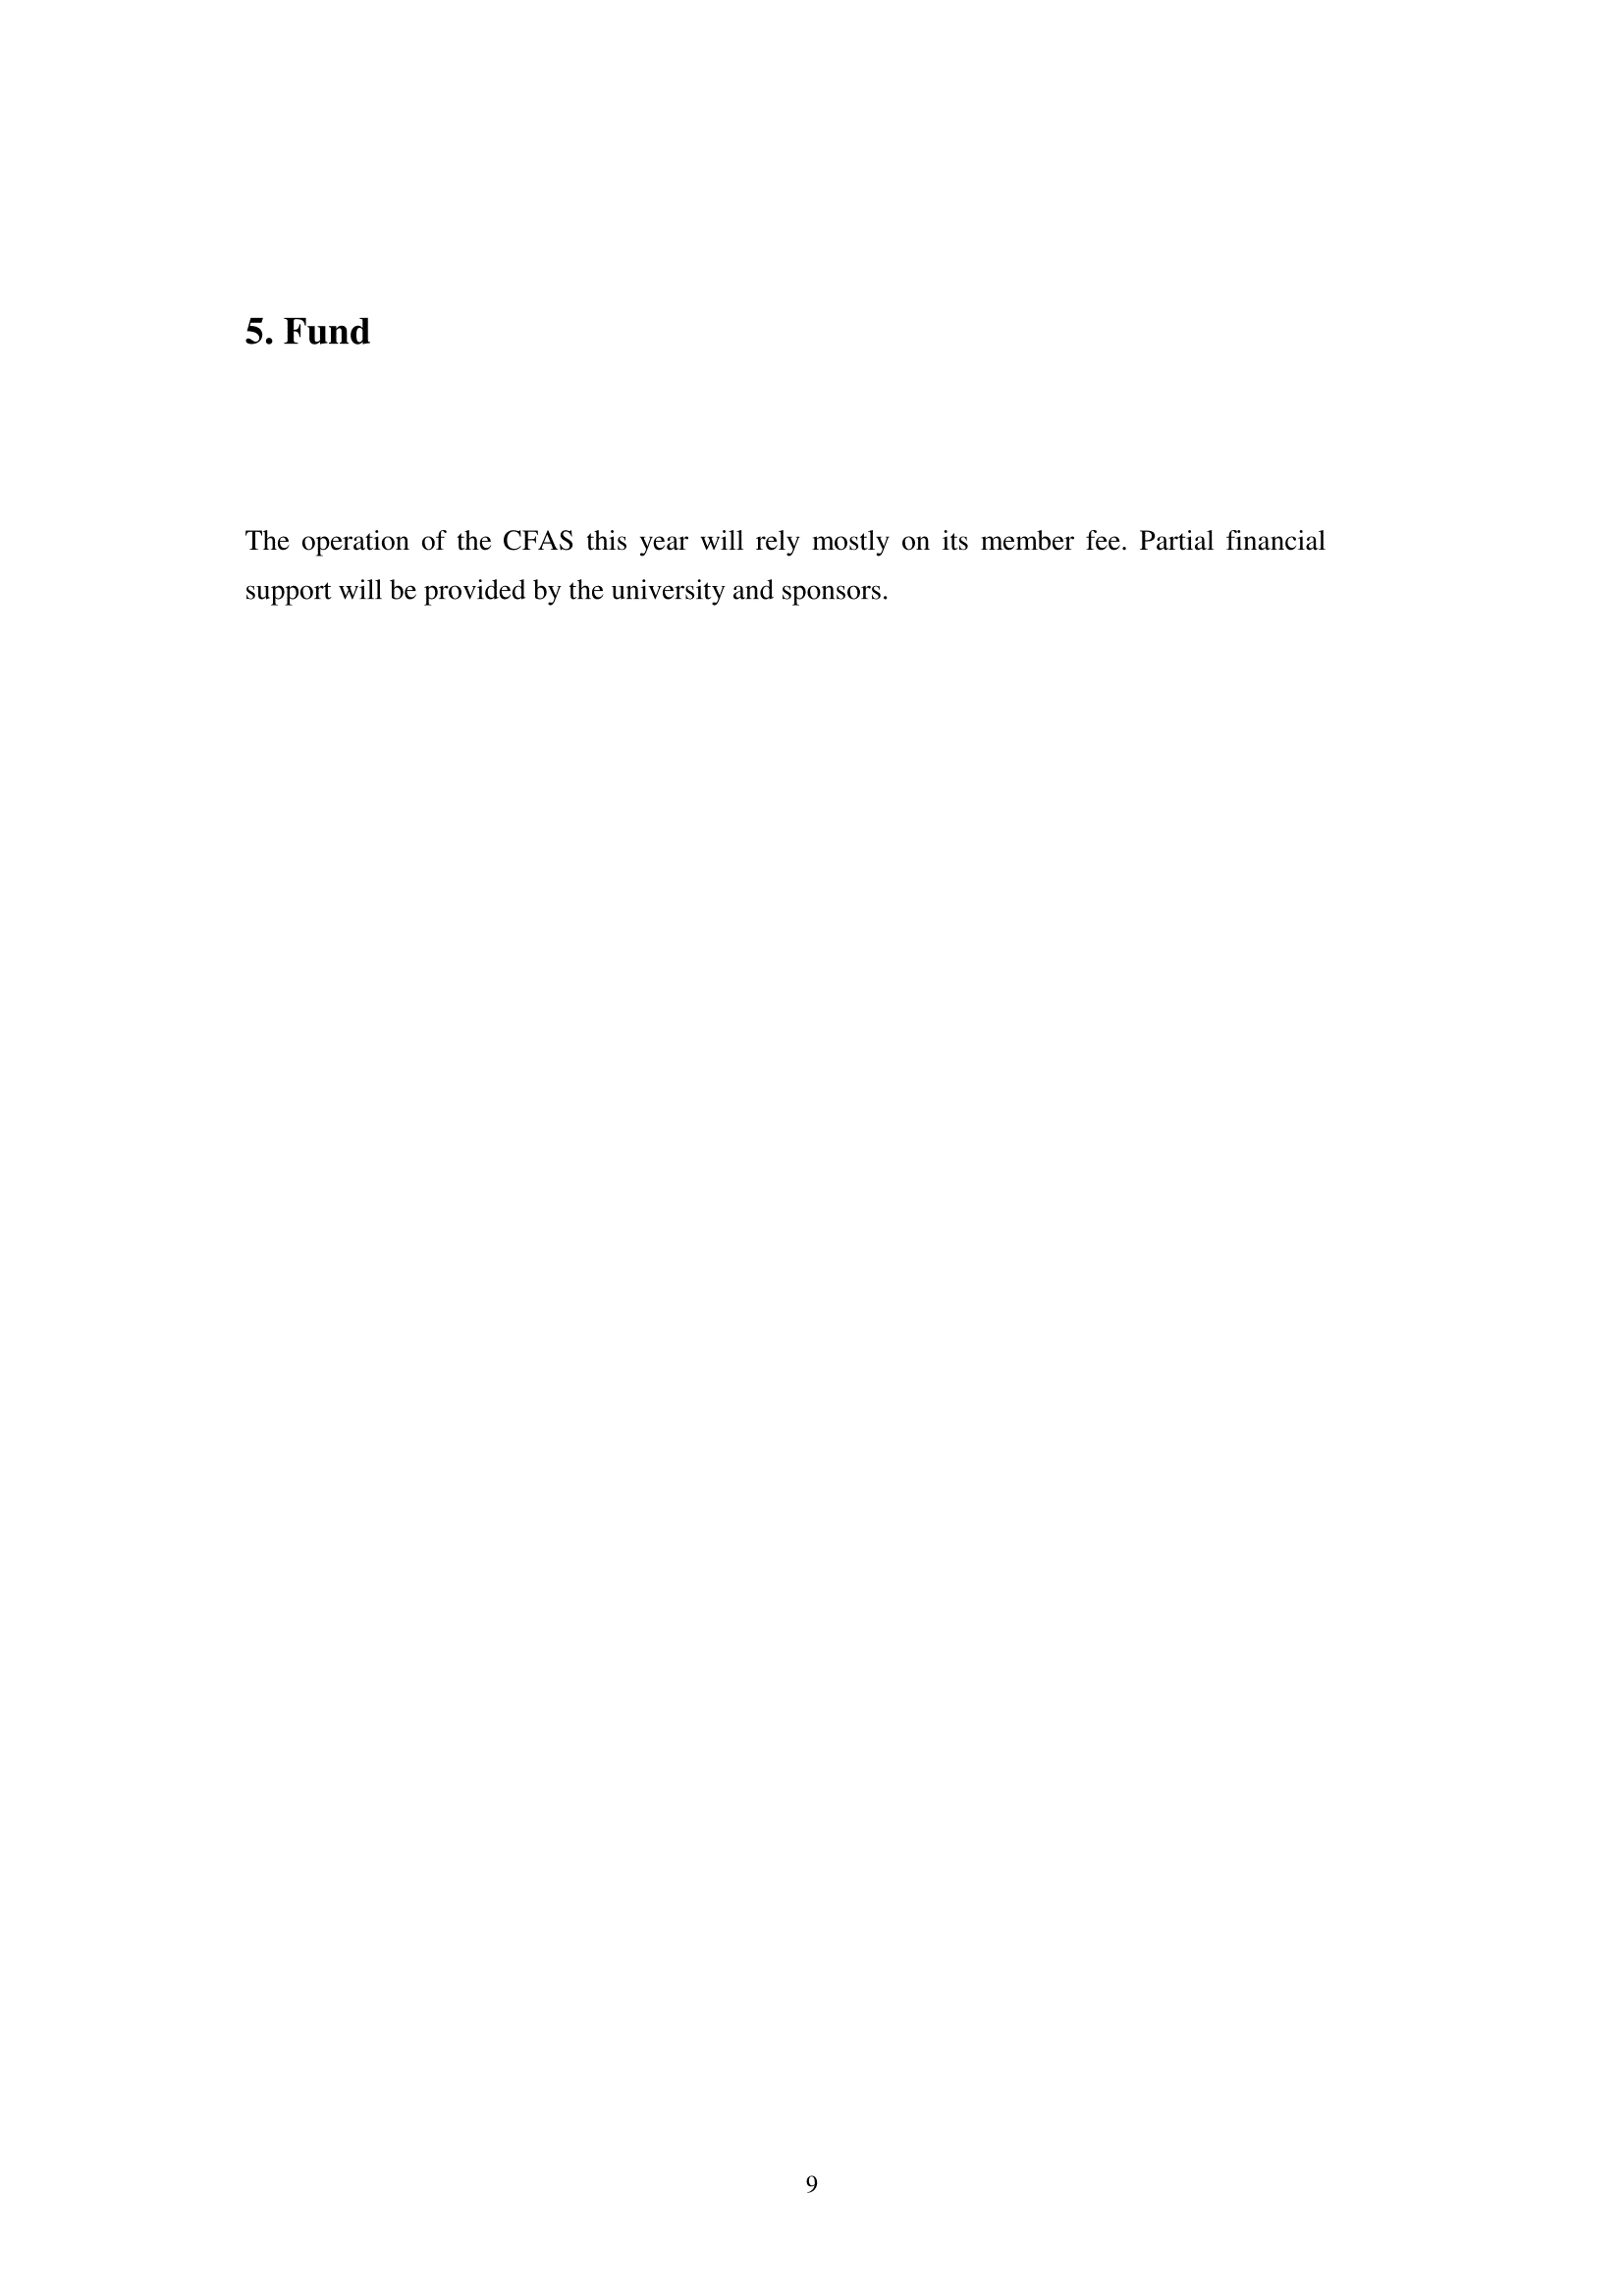 5. Fund
The operation of the CFAS this year will rely mostly on its member fee. Partial financial
support will be provided by the university and sponsors.
9